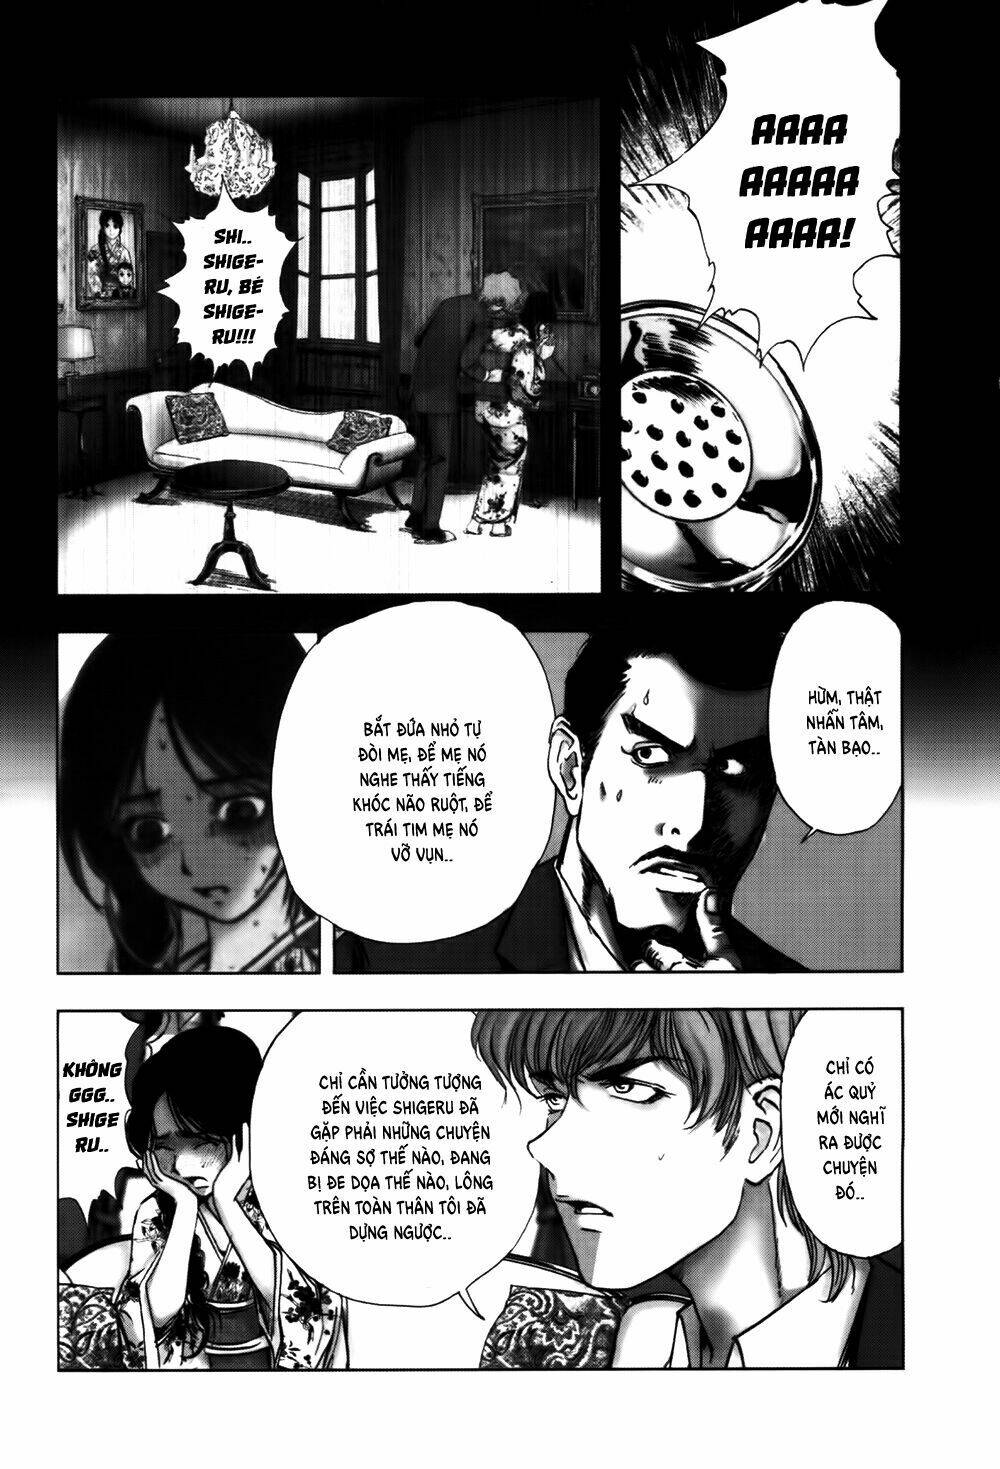 AAAA
AAAAA
AAAA!
SHI..
SHIGE-
RU, BÉ
SHIGE-
RU!!!
HỪM, THẬT
NHẪN TÂM,
TÀN BẠO..
BẮT ĐỨA NHỎ TỰ
ĐÒI MẸ, ĐỂ MẸ NÓ
NGHE THẤY TIẾNG
KHÓC NÃO RUỘT, ĐỂ
TRÁI TIM MẸ NÓ
VỠ VỤN..
CHỈ CÓ
ÁC QUỶ
MỚI NGHĨ
RA ĐƯỢC
CHUYỆN
ĐÓ..
CHỈ CẦN TƯỞNG TƯỢNG
ĐẾN VIỆC SHIGERU ĐÃ
GẶP PHẢI NHỮNG CHUYỆN
ĐÁNG SỢ THẾ NÀO, ĐANG
BỊ ĐE DỌA THẾ NÀO, LÔNG
TRÊN TOÀN THÂN TÔI ĐÃ
DỰNG NGƯỢC..
KHÔNG
GGG..
SHIGE
RU..